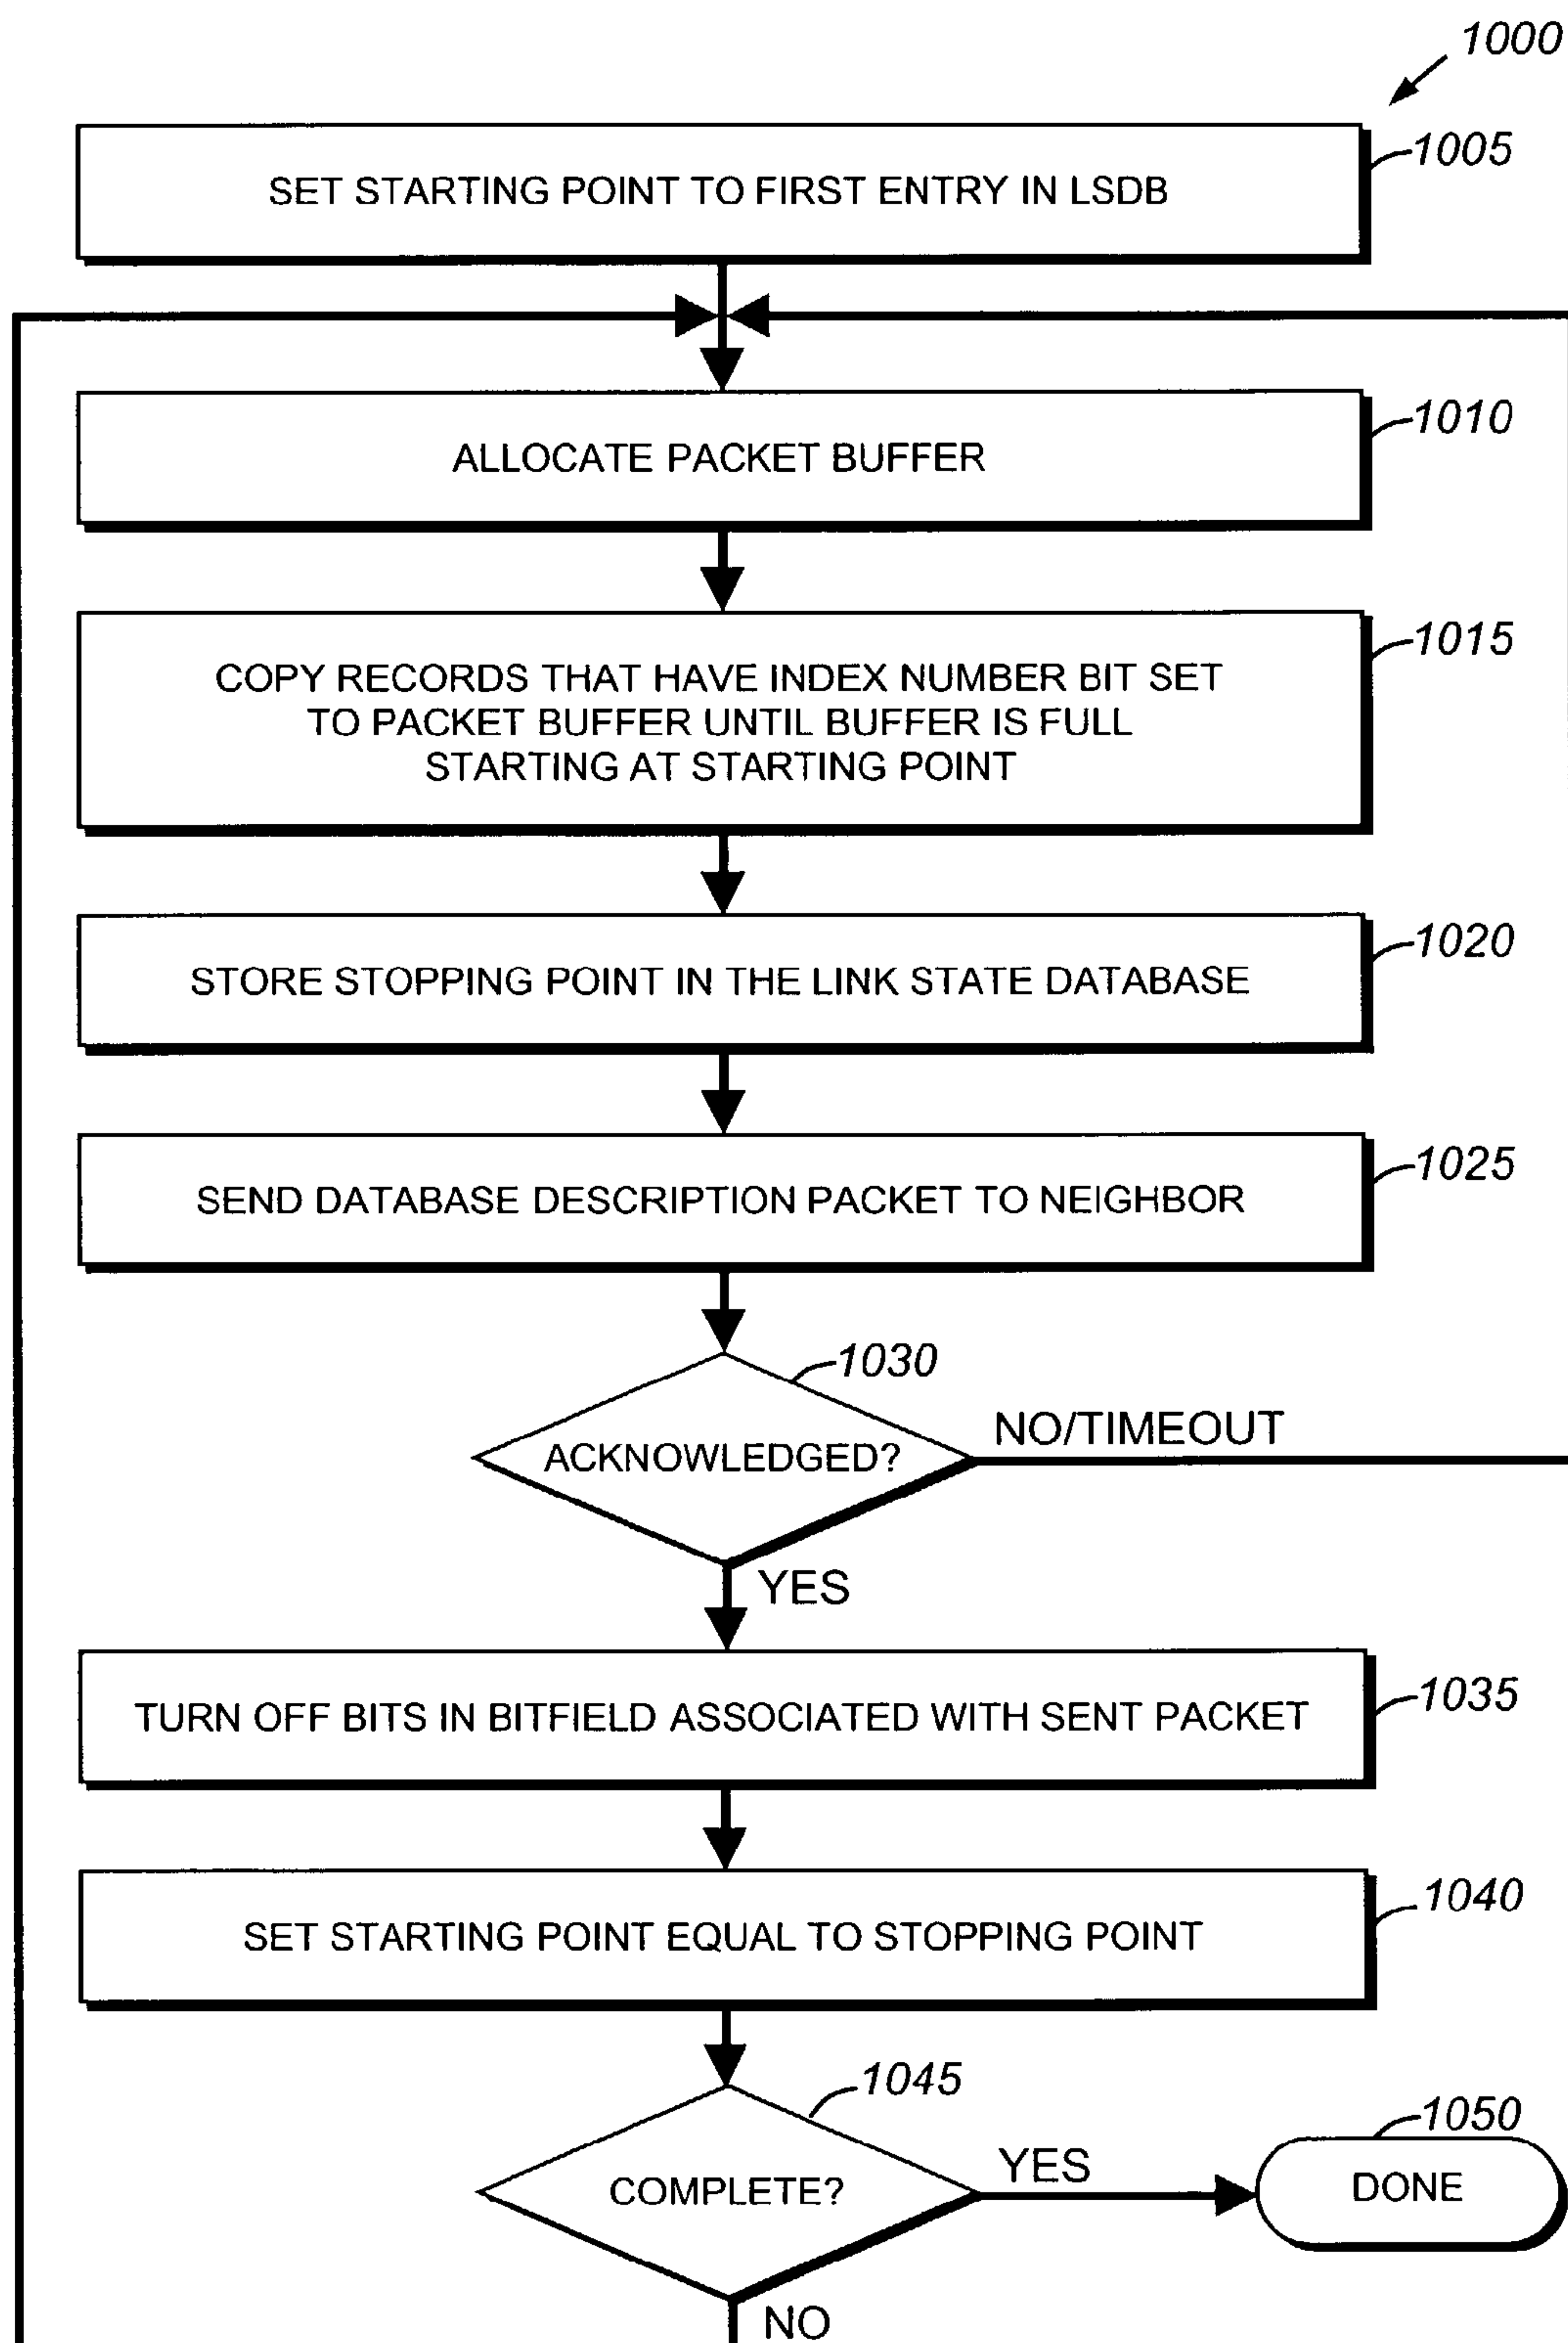 1000
1005
SET STARTING POINT TO FIRST ENTRY IN LSDB
1010
ALLOCATE PACKET BUFFER
1015
COPY RECORDS THAT HAVE INDEX NUMBER BIT SET
TO PACKET BUFFER UNTIL BUFFER IS FULL
STARTING AT STARTING POINT
1020
STORE STOPPING POINT IN THE LINK STATE DATABASE
1025
SEND DATABASE DESCRIPTION PACKET TO NEIGHBOR
1030
ACKNOWLEDGED?
NO/TIMEOUT
YES
1035
TURN OFF BITS IN BITFIELD ASSOCIATED WITH SENT PACKET
1040
SET STARTING POINT EQUAL TO STOPPING POINT
1045
COMPLETE?
YES
1050
DONE
NO